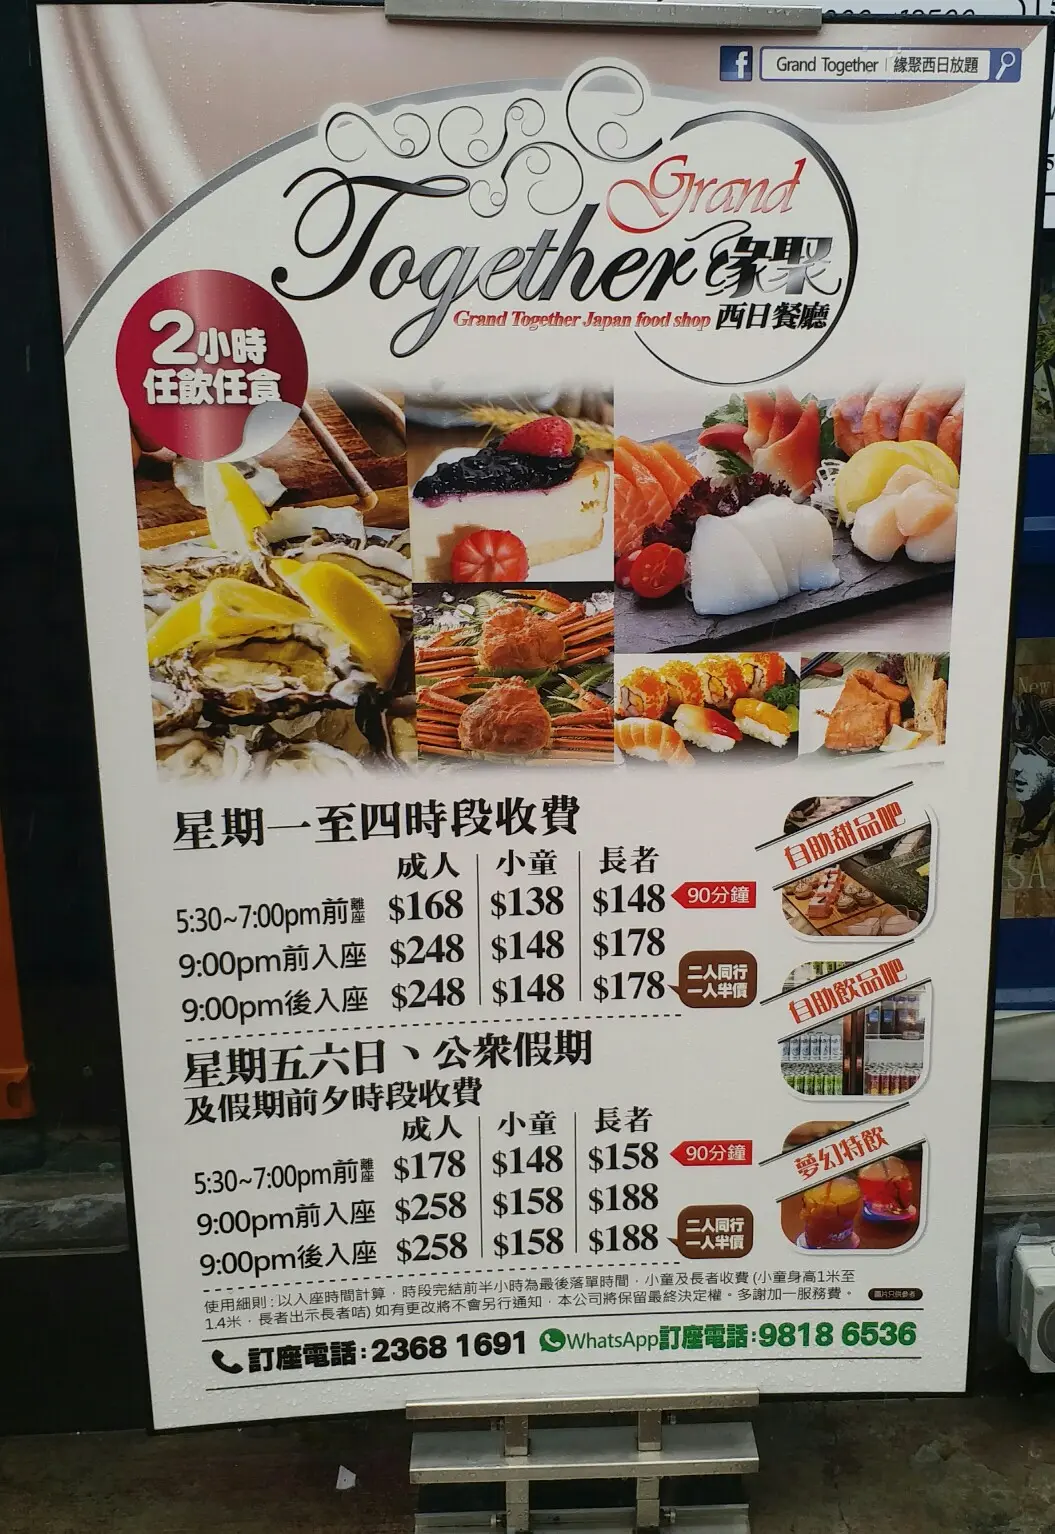 Grand Together | 緣聚西日放題
Grand
Together 緣聚
Grand Together Japan food shop 西日餐廳
2小時
任飲任食
星期一至四時段收費
成人 小童 長者
5:30~7:00pm前離座 $168 $138 $148 90分鐘
9:00pm前入座 $248 $148 $178
9:00pm後入座 $248 $148 $178 二人同行 一人半價
自助甜品吧
自助飲品吧
夢幻特飲
星期五六日、公眾假期
及假期前夕時段收費
成人 小童 長者
5:30~7:00pm前離座 $178 $148 $158 90分鐘
9:00pm前入座 $258 $158 $188
9:00pm後入座 $258 $158 $188 二人同行 一人半價
使用細則:以入座時間計算,時段完結前半小時為最後落單時間,小童及長者收費(小童身高1米至
1.4米,長者出示長者咭)如有更改將不會另行通知,本公司將保留最終決定權。多謝加一服務費。
圖片只供參考
訂座電話:2368 1691 WhatsApp訂座電話:9818 6536